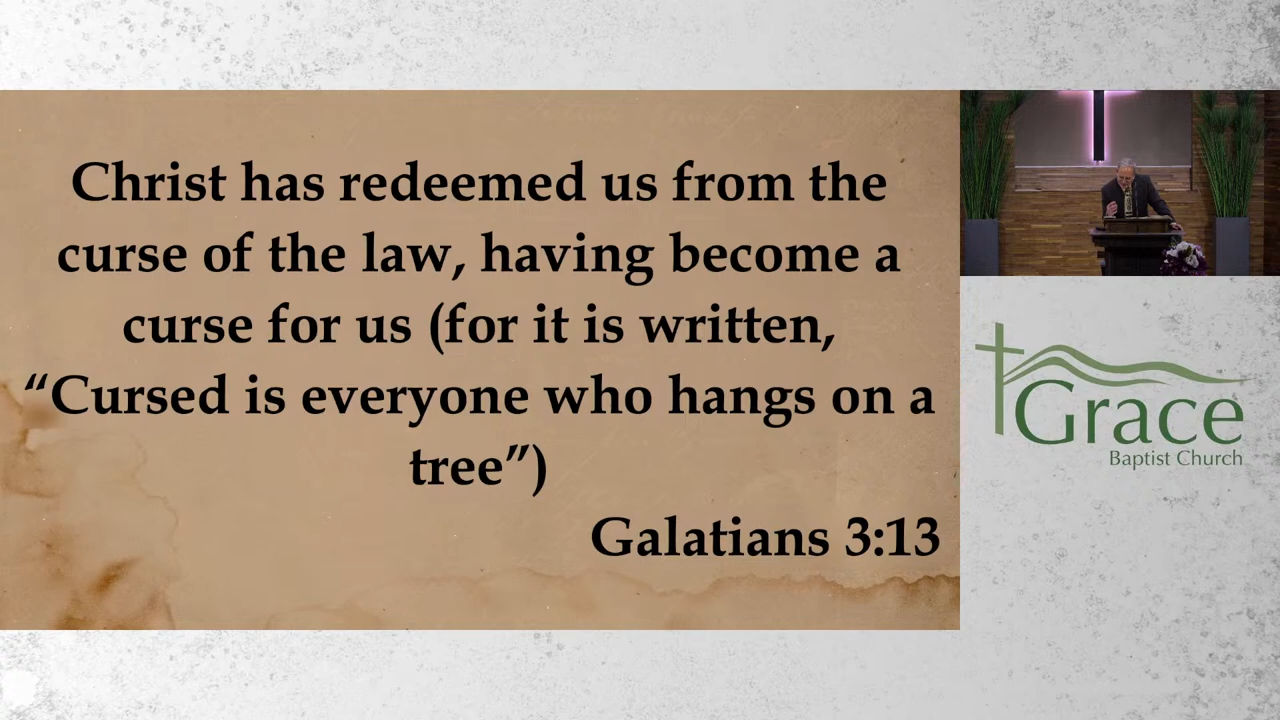 Christ has redeemed us from the
curse of the law, having become a
curse for us (for it is written,
“Cursed is everyone who hangs on a
tree”)
Galatians 3:13
Grace
Baptist Church